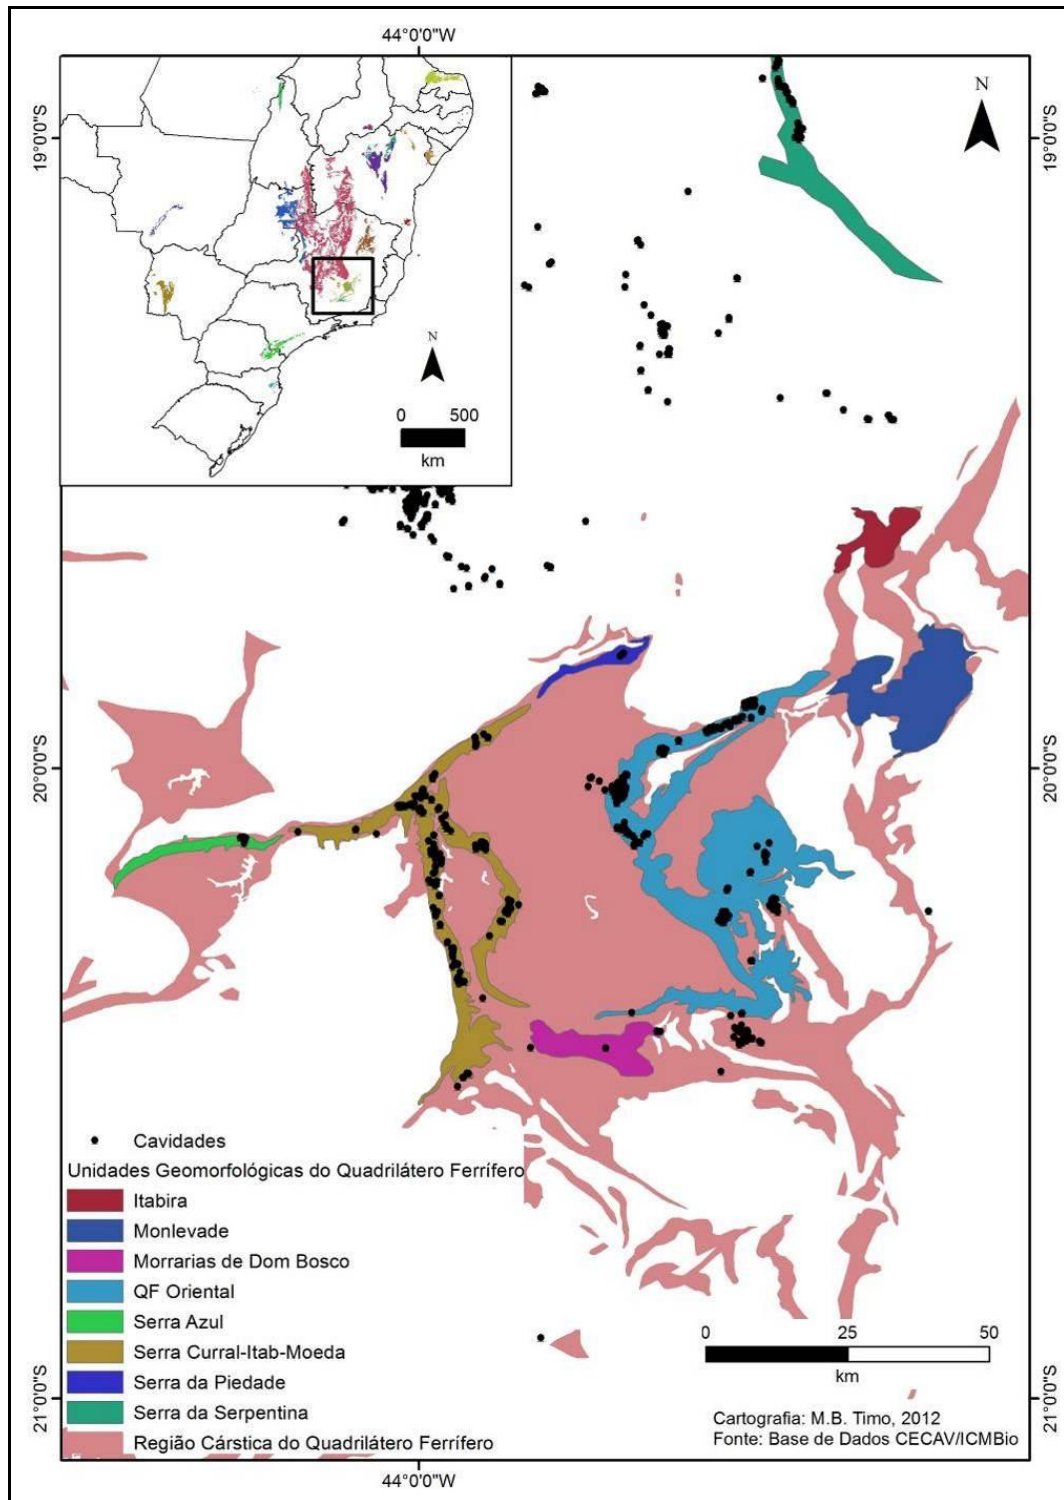 44°0'0"W
19°0'0"S
19°0'0"S
N
N
0 500
km
20°0'0"S
20°0'0"S
Cavidades
Unidades Geomorfológicas do Quadrilátero Ferrífero
Itabira
Monlevade
Morrarias de Dom Bosco
QF Oriental
Serra Azul
Serra Curral-Itab-Moeda
Serra da Piedade
Serra da Serpentina
Região Cárstica do Quadrilátero Ferrífero
0 25 50
km
21°0'0"S
21°0'0"S
Cartografia: M.B. Timo, 2012
Fonte: Base de Dados CECAV/ICMBio
44°0'0"W